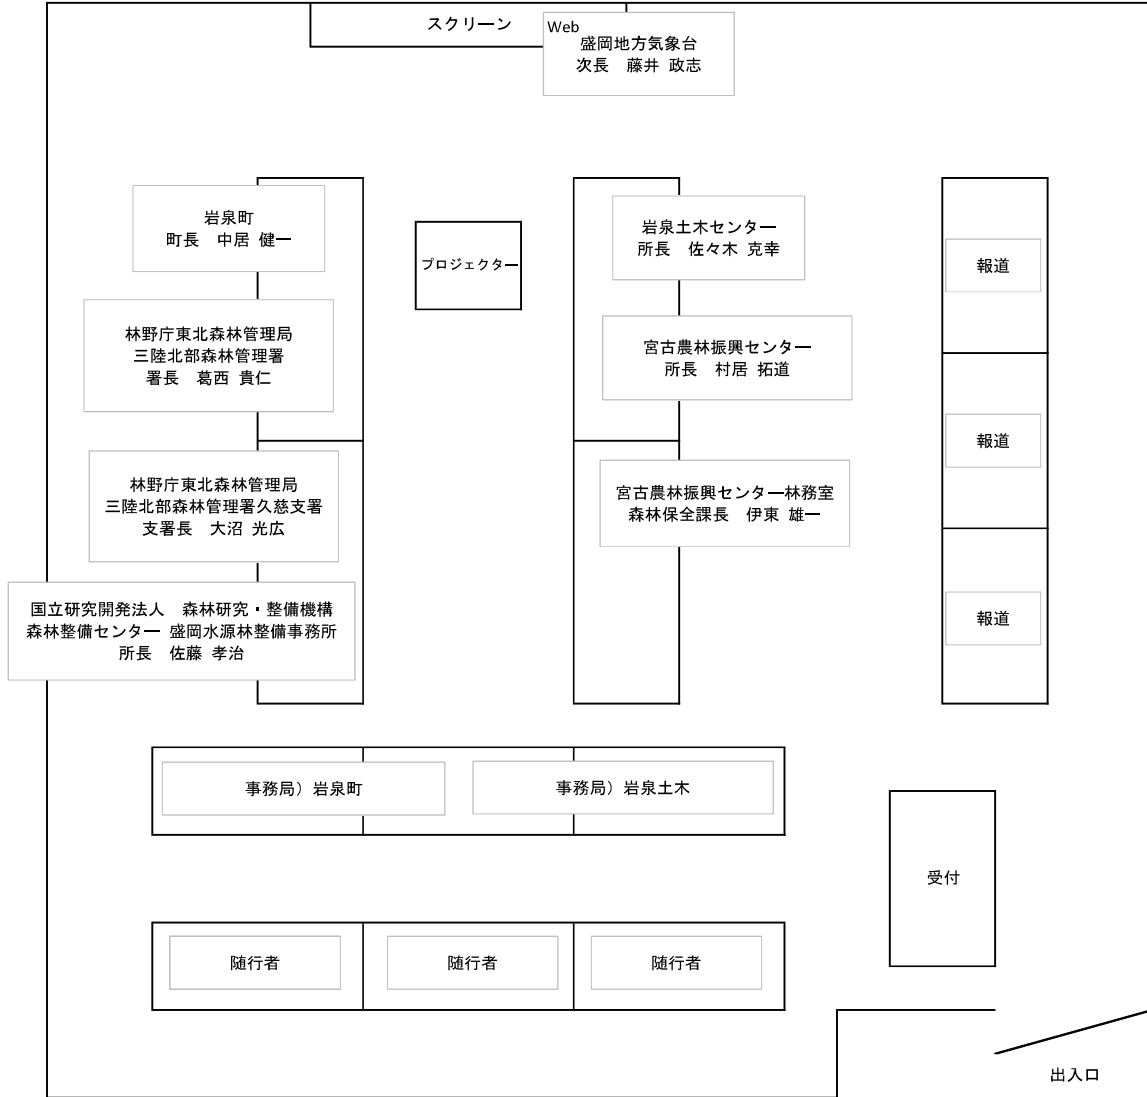 スクリーン
Web
盛岡地方気象台
次長　藤井 政志
岩泉町
町長　中居 健一
プロジェクター
岩泉土木センター
所長　佐々木 克幸
報道
林野庁東北森林管理局
三陸北部森林管理署
署長　葛西 貴仁
宮古農林振興センター
所長　村居 拓道
報道
林野庁東北森林管理局
三陸北部森林管理署久慈支署
支署長　大沼 光広
宮古農林振興センター林務室
森林保全課長　伊東 雄一
国立研究開発法人　森林研究・整備機構
森林整備センター 盛岡水源林整備事務所
所長　佐藤 孝治
報道
事務局）岩泉町
事務局）岩泉土木
受付
随行者
随行者
随行者
出入口